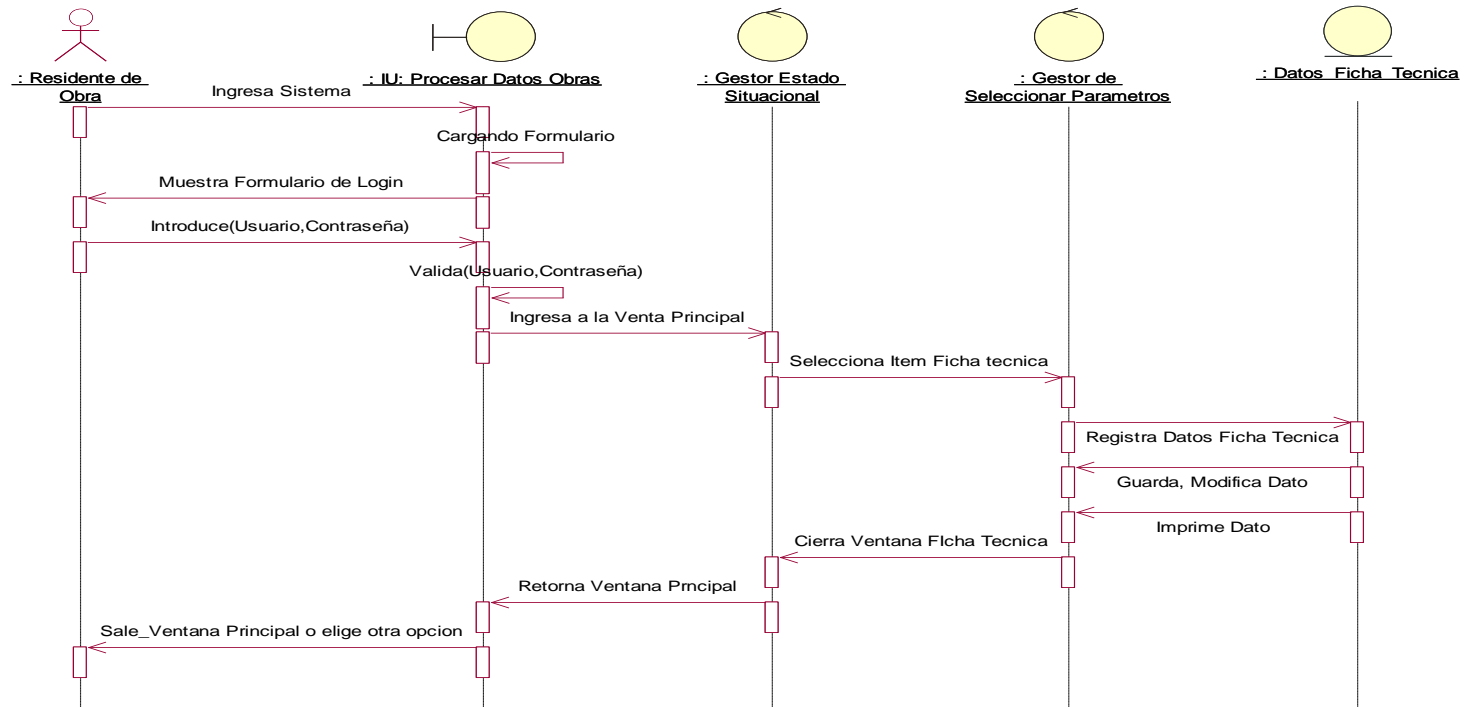 : Residente de
Obra
: IU: Procesar Datos Obras
: Gestor Estado
Situacional
: Gestor de
Seleccionar Parametros
: Datos_Ficha_Tecnica
Ingresa Sistema
Cargando Formulario
Muestra Formulario de Login
Introduce(Usuario,Contraseña)
Valida(Usuario,Contraseña)
Ingresa a la Venta Principal
Selecciona Item Ficha tecnica
Registra Datos Ficha Tecnica
Guarda, Modifica Dato
Imprime Dato
Cierra Ventana FIcha Tecnica
Retorna Ventana Prncipal
Sale_Ventana Principal o elige otra opcion